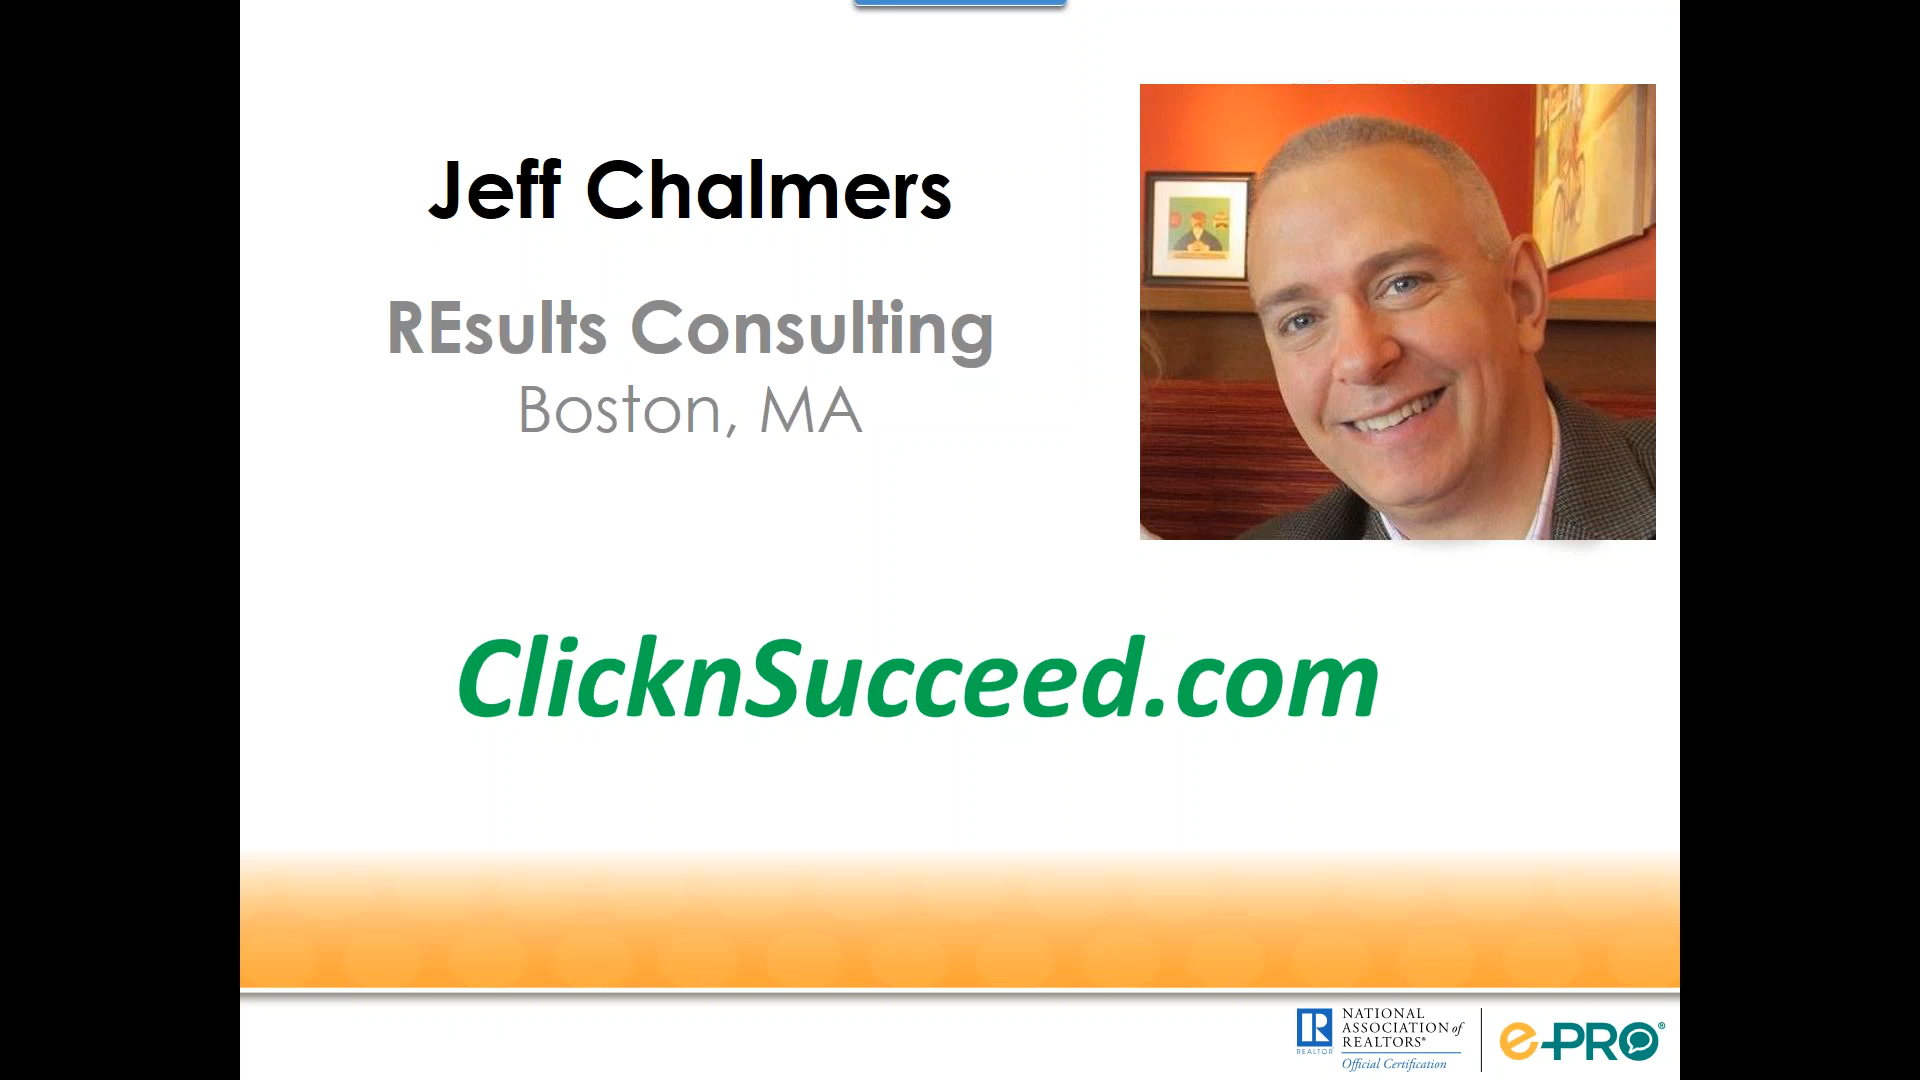 Jeff Chalmers
REsults Consulting
Boston, MA
ClicknSucceed.com
REALTOR
NATIONAL
ASSOCIATION of
REALTORS®
Official Certification
e-PRO®